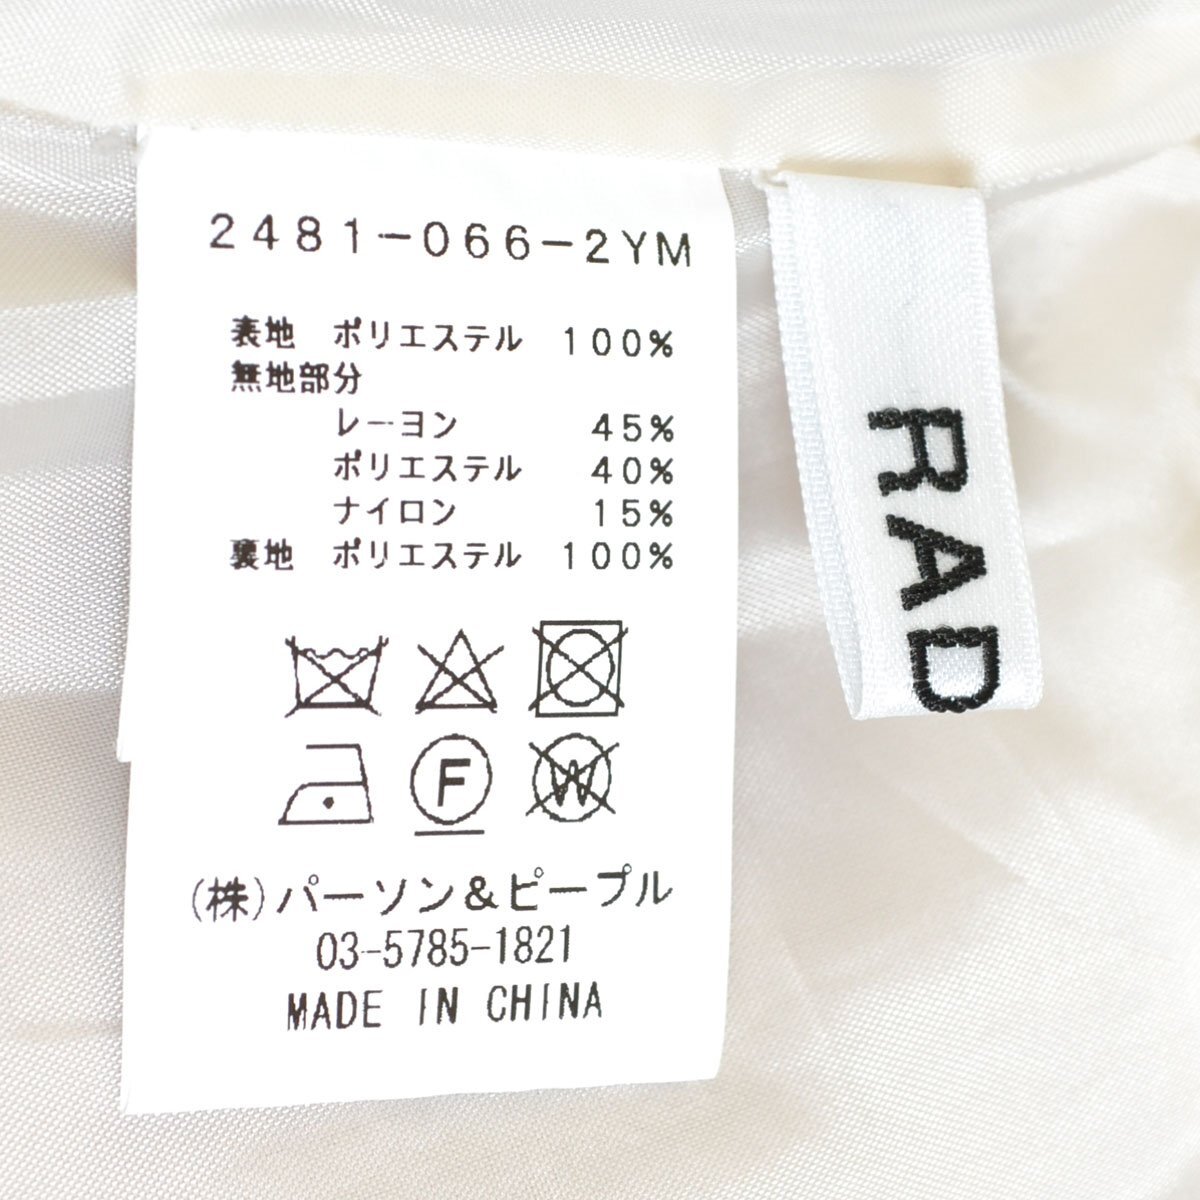 2481-066-2YM
表地 ポリエステル 100%
無地部分
レーヨン 45%
ポリエステル 40%
ナイロン 15%
裏地 ポリエステル 100%
F
W
(株)パーソン&ピープル
03-5785-1821
MADE IN CHINA
RAD